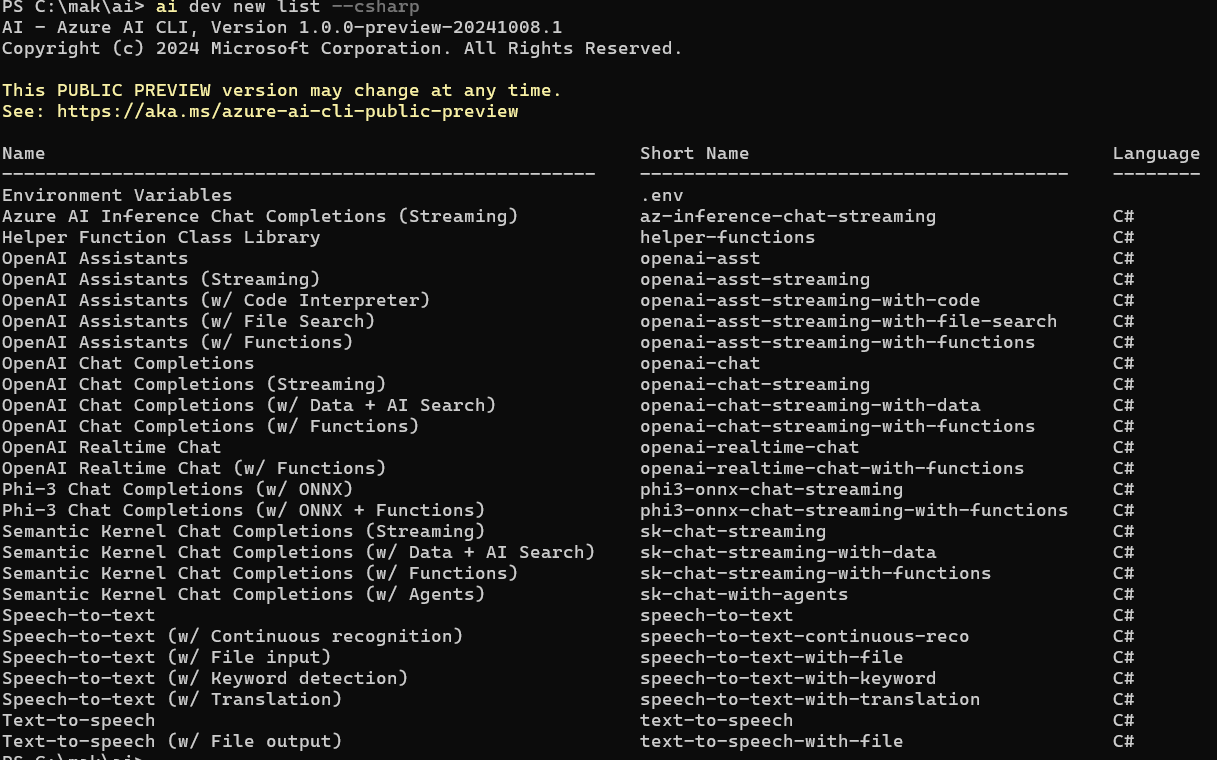 PS C:\mak\ai> ai dev new list --csharp
AI - Azure AI CLI, Version 1.0.0-preview-20241008.1
Copyright (c) 2024 Microsoft Corporation. All Rights Reserved.
This PUBLIC PREVIEW version may change at any time.
See: https://aka.ms/azure-ai-cli-public-preview
Name Short Name Language
------------------------------------------------------ --------------------------------------- --------
Environment Variables .env
Azure AI Inference Chat Completions (Streaming) az-inference-chat-streaming C#
Helper Function Class Library helper-functions C#
OpenAI Assistants openai-asst C#
OpenAI Assistants (Streaming) openai-asst-streaming C#
OpenAI Assistants (w/ Code Interpreter) openai-asst-streaming-with-code C#
OpenAI Assistants (w/ File Search) openai-asst-streaming-with-file-search C#
OpenAI Assistants (w/ Functions) openai-asst-streaming-with-functions C#
OpenAI Chat Completions openai-chat C#
OpenAI Chat Completions (Streaming) openai-chat-streaming C#
OpenAI Chat Completions (w/ Data + AI Search) openai-chat-streaming-with-data C#
OpenAI Chat Completions (w/ Functions) openai-chat-streaming-with-functions C#
OpenAI Realtime Chat openai-realtime-chat C#
OpenAI Realtime Chat (w/ Functions) openai-realtime-chat-with-functions C#
Phi-3 Chat Completions (w/ ONNX) phi3-onnx-chat-streaming C#
Phi-3 Chat Completions (w/ ONNX + Functions) phi3-onnx-chat-streaming-with-functions C#
Semantic Kernel Chat Completions (Streaming) sk-chat-streaming C#
Semantic Kernel Chat Completions (w/ Data + AI Search) sk-chat-streaming-with-data C#
Semantic Kernel Chat Completions (w/ Functions) sk-chat-streaming-with-functions C#
Semantic Kernel Chat Completions (w/ Agents) sk-chat-with-agents C#
Speech-to-text speech-to-text C#
Speech-to-text (w/ Continuous recognition) speech-to-text-continuous-reco C#
Speech-to-text (w/ File input) speech-to-text-with-file C#
Speech-to-text (w/ Keyword detection) speech-to-text-with-keyword C#
Speech-to-text (w/ Translation) speech-to-text-with-translation C#
Text-to-speech text-to-speech C#
Text-to-speech (w/ File output) text-to-speech-with-file C#
PS C:\mak\ai>